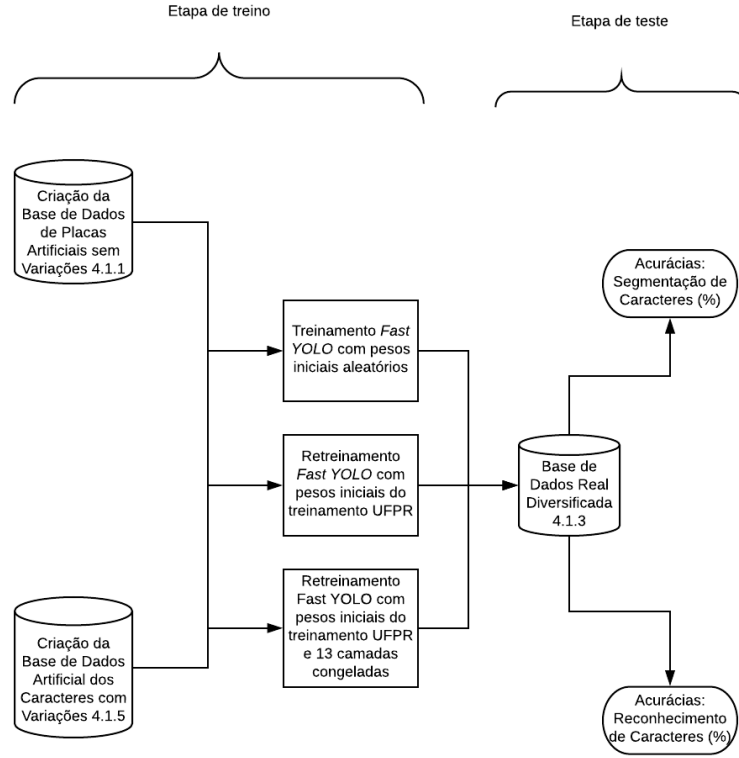 Etapa de treino
Etapa de teste
Criação da
Base de Dados
de Placas
Artificiais sem
Variações 4.1.1
Treinamento Fast
YOLO com pesos
iniciais aleatórios
Retreinamento
Fast YOLO com
pesos iniciais do
treinamento UFPR
Criação da
Base de Dados
Artificial dos
Caracteres com
Variações 4.1.5
Retreinamento
Fast YOLO com
pesos iniciais do
treinamento UFPR
e 13 camadas
congeladas
Base de
Dados Real
Diversificada
4.1.3
Acurácias:
Segmentação de
Caracteres (%)
Acurácias:
Reconhecimento
de Caracteres (%)